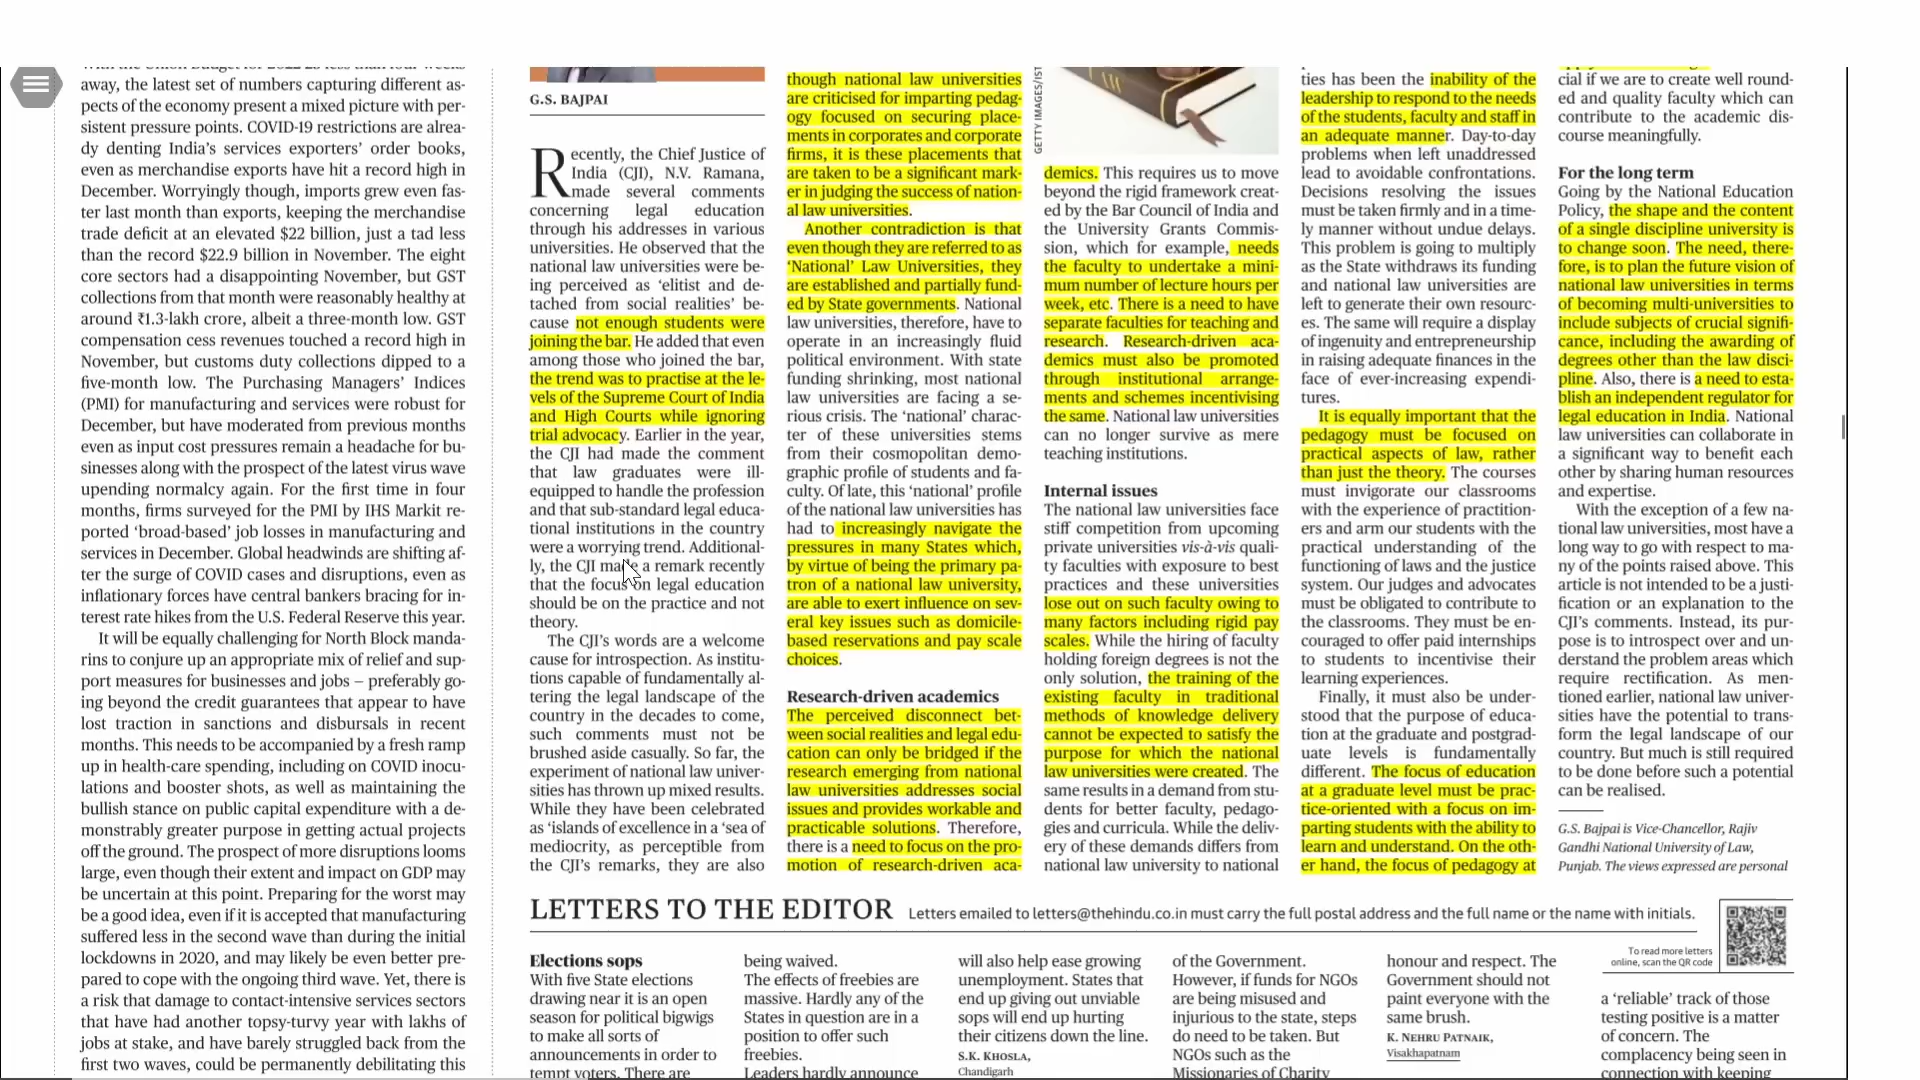 away, the latest set of numbers capturing different as-
pects of the economy present a mixed picture with per-
sistent pressure points. COVID-19 restrictions are alrea-
dy denting India’s services exporters’ order books,
even as merchandise exports have hit a record high in
December. Worryingly though, imports grew even fas-
ter last month than exports, keeping the merchandise
trade deficit at an elevated $22 billion, just a tad less
than the record $22.9 billion in November. The eight
core sectors had a disappointing November, but GST
collections from that month were reasonably healthy at
around ₹1.3-lakh crore, albeit a three-month low. GST
compensation cess revenues touched a record high in
November, but customs duty collections dipped to a
five-month low. The Purchasing Managers’ Indices
(PMI) for manufacturing and services were robust for
December, but have moderated from previous months
even as input cost pressures remain a headache for bu-
sinesses along with the prospect of the latest virus wave
upending normalcy again. For the first time in four
months, firms surveyed for the PMI by IHS Markit re-
ported ‘broad-based’ job losses in manufacturing and
services in December. Global headwinds are shifting af-
ter the surge of COVID cases and disruptions, even as
inflationary forces have central bankers bracing for in-
terest rate hikes from the U.S. Federal Reserve this year.
It will be equally challenging for North Block manda-
rins to conjure up an appropriate mix of relief and sup-
port measures for businesses and jobs – preferably go-
ing beyond the credit guarantees that appear to have
lost traction in sanctions and disbursals in recent
months. This needs to be accompanied by a fresh ramp
up in health-care spending, including on COVID inocu-
lations and booster shots, as well as maintaining the
bullish stance on public capital expenditure with a de-
monstrably greater purpose in getting actual projects
off the ground. The prospect of more disruptions looms
large, even though their extent and impact on GDP may
be uncertain at this point. Preparing for the worst may
be a good idea, even if it is accepted that manufacturing
suffered less in the second wave than during the initial
lockdowns in 2020, and may likely be even better pre-
pared to cope with the ongoing third wave. Yet, there is
a risk that damage to contact-intensive services sectors
that have had another topsy-turvy year with lakhs of
jobs at stake, and have barely struggled back from the
first two waves, could be permanently debilitating this
G.S. BAJPAI
Recently, the Chief Justice of
India (CJI), N.V. Ramana,
made several comments
concerning legal education
through his addresses in various
universities. He observed that the
national law universities were be-
ing perceived as ‘elitist and de-
tached from social realities’ be-
cause not enough students were
joining the bar. He added that even
among those who joined the bar,
the trend was to practise at the le-
vels of the Supreme Court of India
and High Courts while ignoring
trial advocacy. Earlier in the year,
the CJI had made the comment
that law graduates were ill-
equipped to handle the profession
and that sub-standard legal educa-
tional institutions in the country
were a worrying trend. Additional-
ly, the CJI made a remark recently
that the focus on legal education
should be on the practice and not
theory.
The CJI’s words are a welcome
cause for introspection. As institu-
tions capable of fundamentally al-
tering the legal landscape of the
country in the decades to come,
such comments must not be
brushed aside casually. So far, the
experiment of national law univer-
sities has thrown up mixed results.
While they have been celebrated
as ‘islands of excellence in a ‘sea of
mediocrity, as perceptible from
the CJI’s remarks, they are also
though national law universities
are criticised for imparting pedag-
ogy focused on securing place-
ments in corporates and corporate
firms, it is these placements that
are taken to be a significant mark-
er in judging the success of nation-
al law universities.
Another contradiction is that
even though they are referred to as
‘National’ Law Universities, they
are established and partially fund-
ed by State governments. National
law universities, therefore, have to
operate in an increasingly fluid
political environment. With state
funding shrinking, most national
law universities are facing a se-
rious crisis. The ‘national’ charac-
ter of these universities stems
from their cosmopolitan demo-
graphic profile of students and fa-
culty. Of late, this ‘national’ profile
of the national law universities has
had to increasingly navigate the
pressures in many States which,
by virtue of being the primary pa-
tron of a national law university,
are able to exert influence on sev-
eral key issues such as domicile-
based reservations and pay scale
choices.
Research-driven academics
The perceived disconnect bet-
ween social realities and legal edu-
cation can only be bridged if the
research emerging from national
law universities addresses social
issues and provides workable and
practicable solutions. Therefore,
there is a need to focus on the pro-
motion of research-driven aca-
GETTY IMAGES/IST
LAW
demics. This requires us to move
beyond the rigid framework creat-
ed by the Bar Council of India and
the University Grants Commis-
sion, which for example, needs
the faculty to undertake a mini-
mum number of lecture hours per
week, etc. There is a need to have
separate faculties for teaching and
research. Research-driven aca-
demics must also be promoted
through institutional arrange-
ments and schemes incentivising
the same. National law universities
can no longer survive as mere
teaching institutions.
Internal issues
The national law universities face
stiff competition from upcoming
private universities vis-à-vis quali-
ty faculties with exposure to best
practices and these universities
lose out on such faculty owing to
many factors including rigid pay
scales. While the hiring of faculty
holding foreign degrees is not the
only solution, the training of the
existing faculty in traditional
methods of knowledge delivery
cannot be expected to satisfy the
purpose for which the national
law universities were created. The
same results in a demand from stu-
dents for better faculty, pedago-
gies and curricula. While the deliv-
ery of these demands differs from
national law university to national
ties has been the inability of the
leadership to respond to the needs
of the students, faculty and staff in
an adequate manner. Day-to-day
problems when left unaddressed
lead to avoidable confrontations.
Decisions resolving the issues
must be taken firmly and in a time-
ly manner without undue delays.
This problem is going to multiply
as the State withdraws its funding
and national law universities are
left to generate their own resourc-
es. The same will require a display
of ingenuity and entrepreneurship
in raising adequate finances in the
face of ever-increasing expendi-
tures.
It is equally important that the
pedagogy must be focused on
practical aspects of law, rather
than just the theory. The courses
must invigorate our classrooms
with the experience of practition-
ers and arm our students with the
practical understanding of the
functioning of laws and the justice
system. Our judges and advocates
must be obligated to contribute to
the classrooms. They must be en-
couraged to offer paid internships
to students to incentivise their
learning experiences.
Finally, it must also be under-
stood that the purpose of educa-
tion at the graduate and postgrad-
uate levels is fundamentally
different. The focus of education
at a graduate level must be prac-
tice-oriented with a focus on im-
parting students with the ability to
learn and understand. On the oth-
er hand, the focus of pedagogy at
cial if we are to create well round-
ed and quality faculty which can
contribute to the academic dis-
course meaningfully.
For the long term
Going by the National Education
Policy, the shape and the content
of a single discipline university is
to change soon. The need, there-
fore, is to plan the future vision of
national law universities in terms
of becoming multi-universities to
include subjects of crucial signifi-
cance, including the awarding of
degrees other than the law disci-
pline. Also, there is a need to esta-
blish an independent regulator for
legal education in India. National
law universities can collaborate in
a significant way to benefit each
other by sharing human resources
and expertise.
With the exception of a few na-
tional law universities, most have a
long way to go with respect to ma-
ny of the points raised above. This
article is not intended to be a justi-
fication or an explanation to the
CJI’s comments. Instead, its pur-
pose is to introspect over and un-
derstand the problem areas which
require rectification. As men-
tioned earlier, national law univer-
sities have the potential to trans-
form the legal landscape of our
country. But much is still required
to be done before such a potential
can be realised.
G.S. Bajpai is Vice-Chancellor, Rajiv
Gandhi National University of Law,
Punjab. The views expressed are personal
LETTERS TO THE EDITOR Letters emailed to letters@thehindu.co.in must carry the full postal address and the full name or the name with initials.
To read more letters
online, scan the QR code
Elections sops
With five State elections
drawing near it is an open
season for political bigwigs
to make all sorts of
announcements in order to
tempt voters. There are
being waived.
The effects of freebies are
massive. Hardly any of the
States in question are in a
position to offer such
freebies.
Leaders hardly announce
will also help ease growing
unemployment. States that
end up giving out unviable
sops will end up hurting
their citizens down the line.
S.K. KHOSLA,
Chandigarh
of the Government.
However, if funds for NGOs
are being misused and
injurious to the state, steps
do need to be taken. But
NGOs such as the
Missionaries of Charity
honour and respect. The
Government should not
paint everyone with the
same brush.
K. NEHRU PATNAIK,
Visakhapatnam
a ‘reliable’ track of those
testing positive is a matter
of concern. The
complacency being seen in
connection with keeping